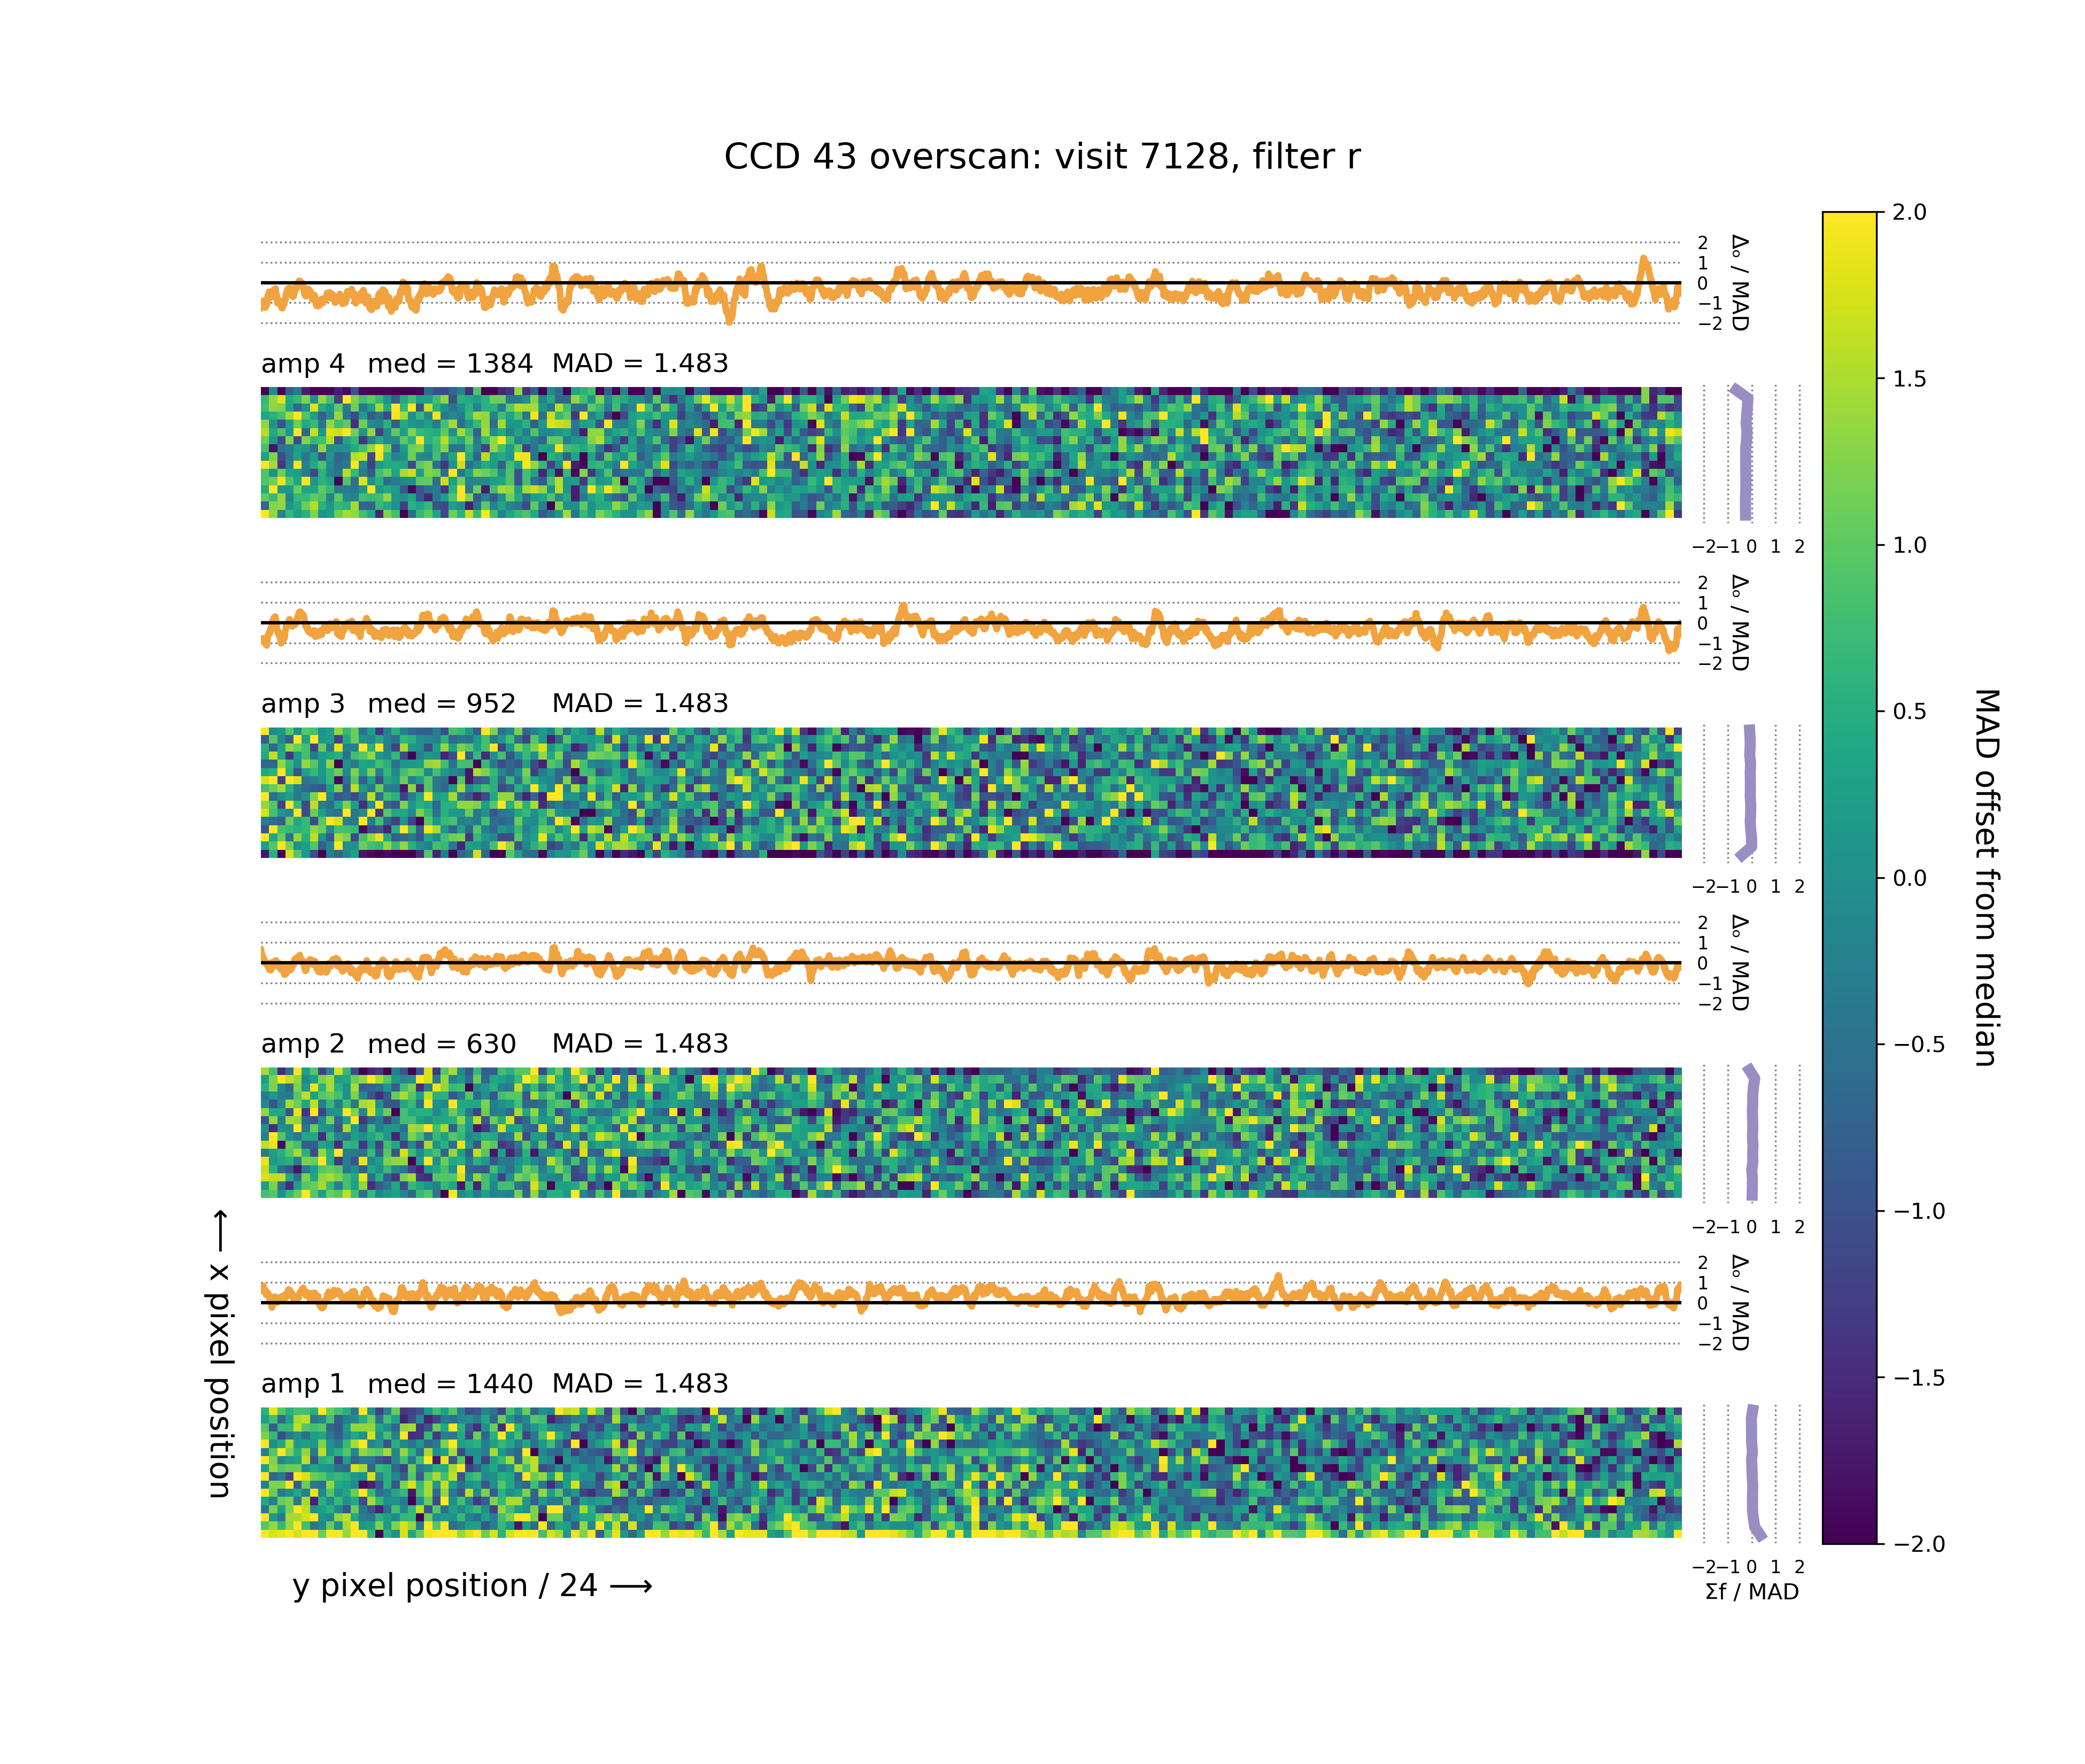 CCD 43 overscan: visit 7128, filter r
2
1
0
−1
−2
Δₒ / MAD
amp 4 med = 1384 MAD = 1.483
−2 −1 0 1 2
2
1
0
−1
−2
Δₒ / MAD
amp 3 med = 952 MAD = 1.483
−2 −1 0 1 2
2
1
0
−1
−2
Δₒ / MAD
amp 2 med = 630 MAD = 1.483
−2 −1 0 1 2
2
1
0
−1
−2
Δₒ / MAD
amp 1 med = 1440 MAD = 1.483
−2 −1 0 1 2
Σf / MAD
⟵ x pixel position
y pixel position / 24 ⟶
2.0
1.5
1.0
0.5
0.0
−0.5
−1.0
−1.5
−2.0
MAD offset from median